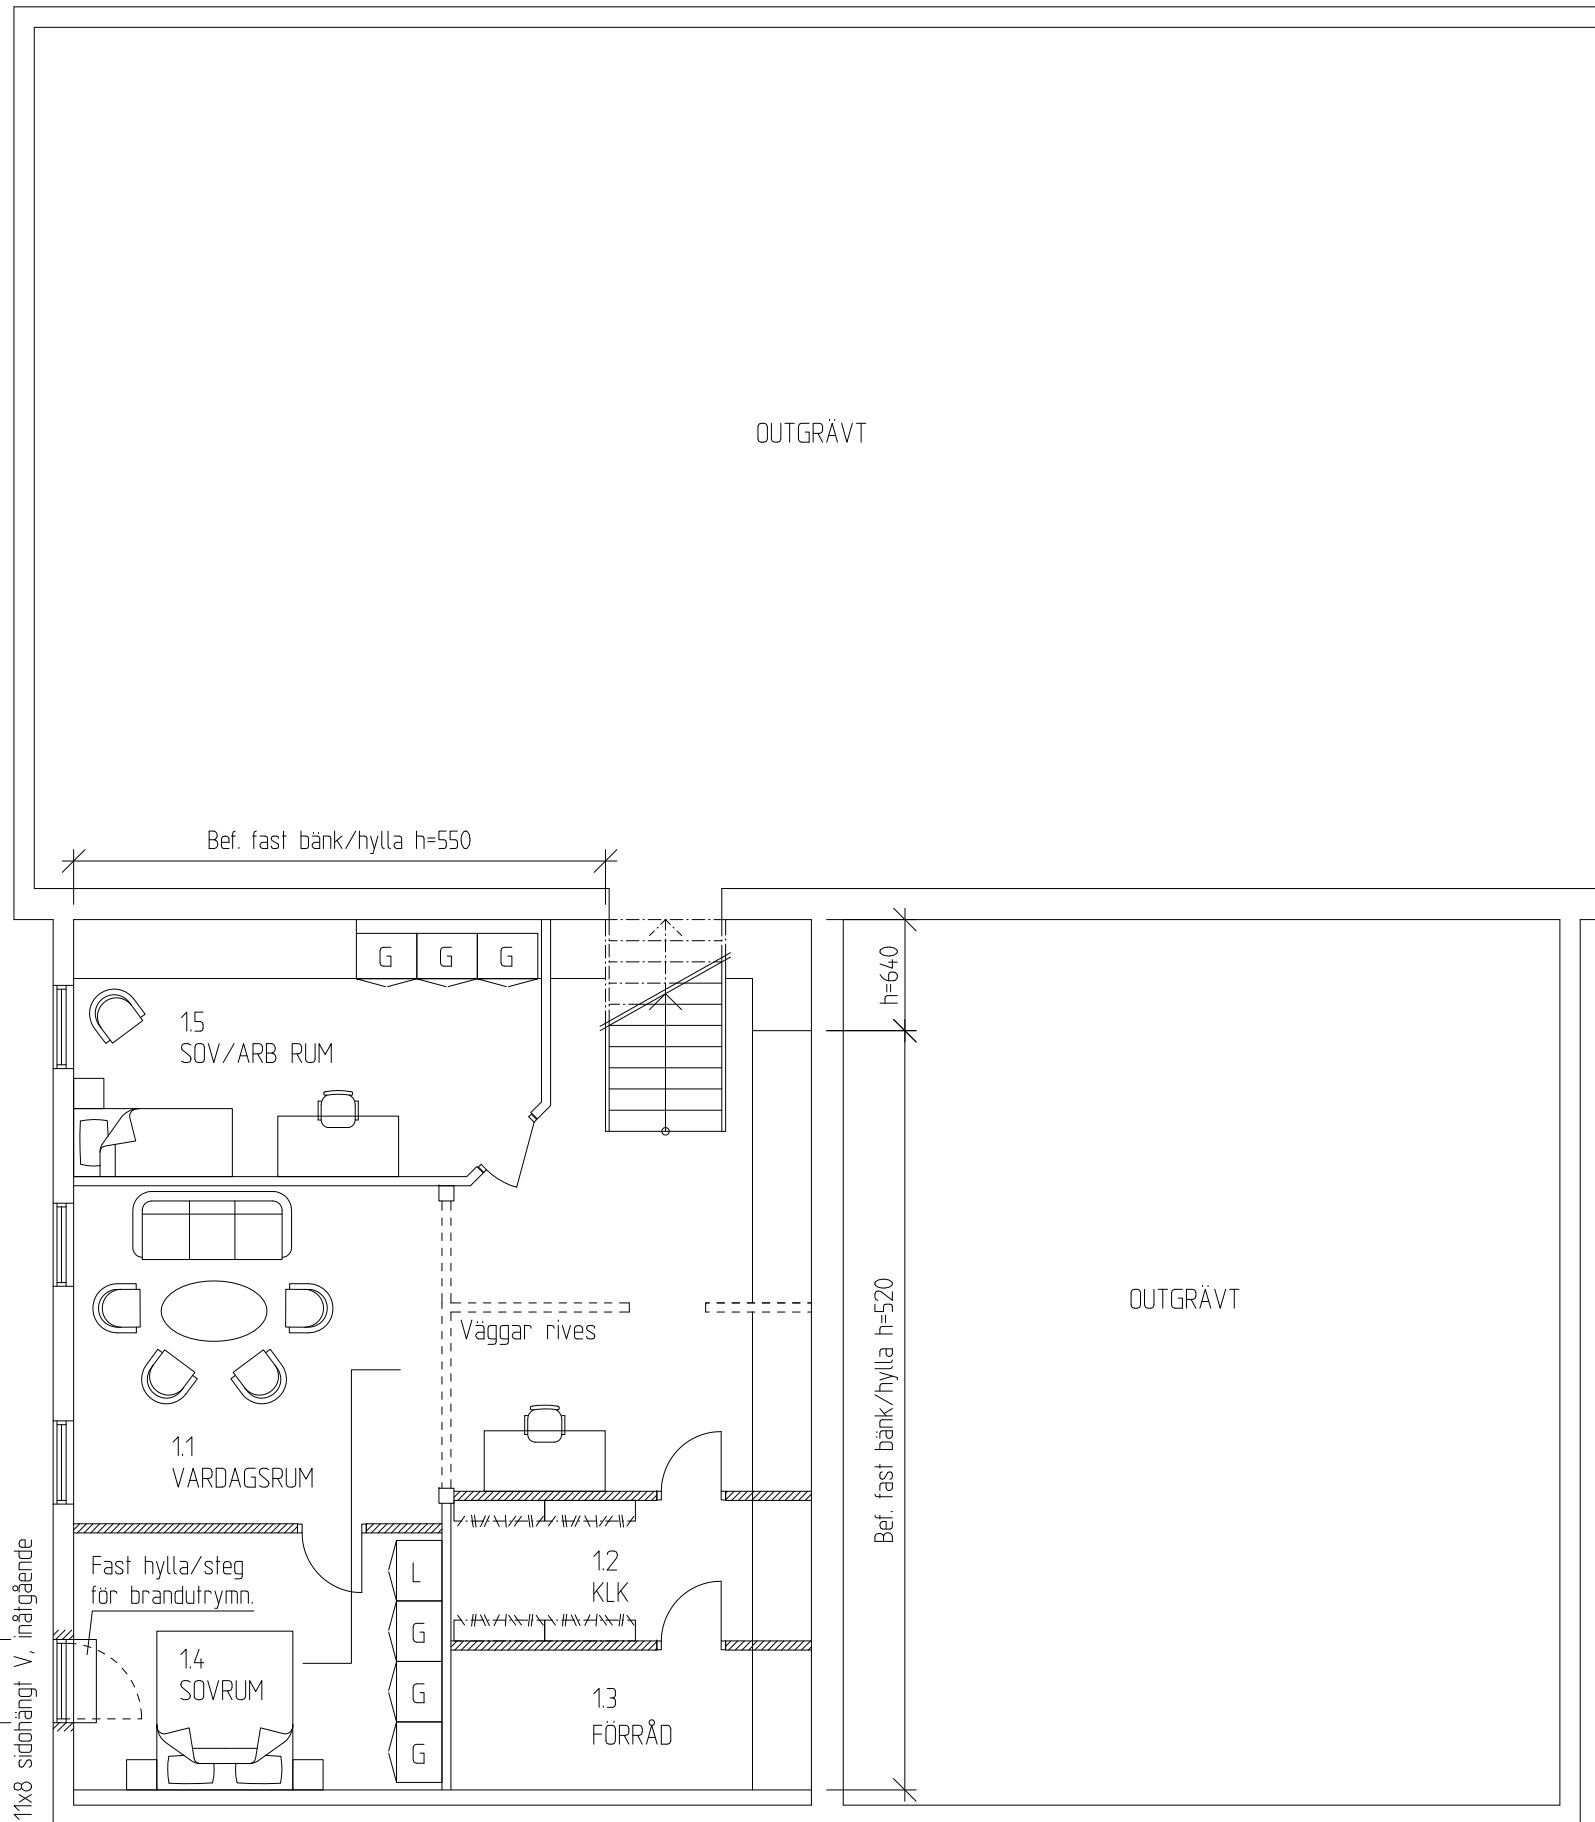 OUTGRÄVT
Bef. fast bänk/hylla h=550
G G G
h=640
1.5
SOV/ARB RUM
Väggar rives
Bef. fast bänk/hylla h=520
OUTGRÄVT
1.1
VARDAGSRUM
11x8 sidohängt V, inåtgående
Fast hylla/steg
för brandutrymn.
L
G
G
G
1.2
KLK
1.4
SOVRUM
1.3
FÖRRÅD